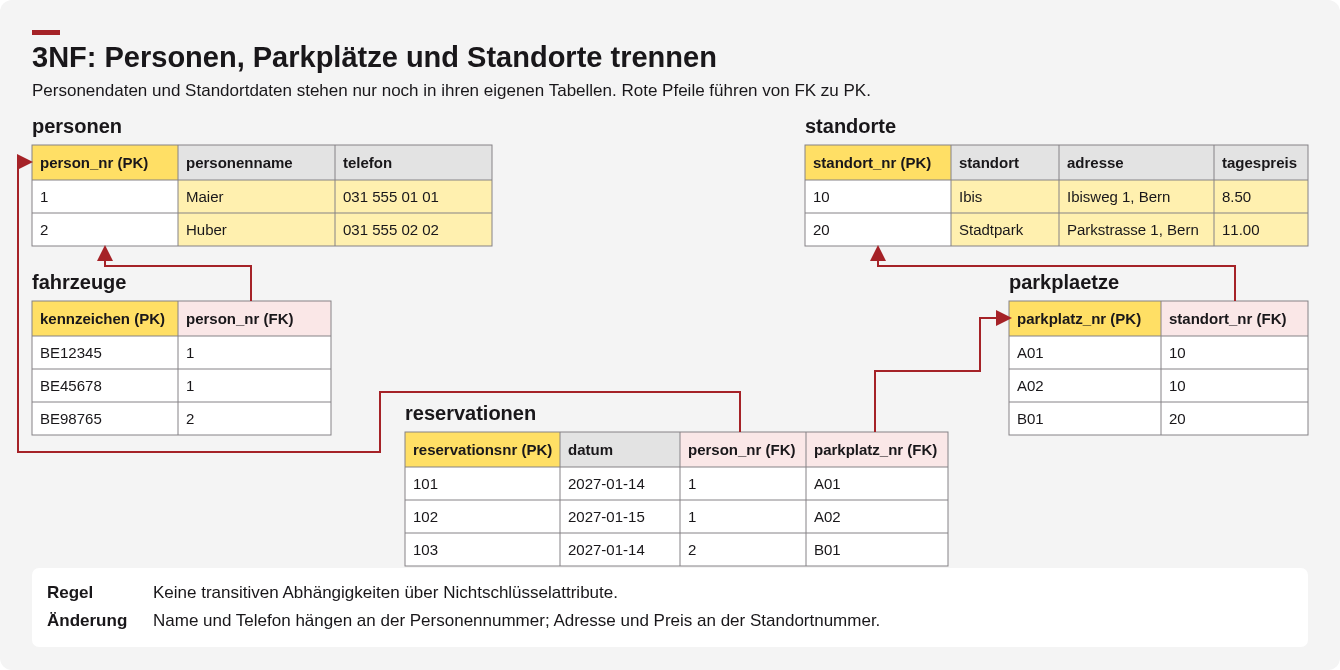 3NF: Personen, Parkplätze und Standorte trennen
Personendaten und Standortdaten stehen nur noch in ihren eigenen Tabellen. Rote Pfeile führen von FK zu PK.
personen
person_nr (PK) personenname telefon
1 Maier 031 555 01 01
2 Huber 031 555 02 02
standorte
standort_nr (PK) standort adresse tagespreis
10 Ibis Ibisweg 1, Bern 8.50
20 Stadtpark Parkstrasse 1, Bern 11.00
fahrzeuge
kennzeichen (PK) person_nr (FK)
BE12345 1
BE45678 1
BE98765 2
parkplaetze
parkplatz_nr (PK) standort_nr (FK)
A01 10
A02 10
B01 20
reservationen
reservationsnr (PK) datum person_nr (FK) parkplatz_nr (FK)
101 2027-01-14 1 A01
102 2027-01-15 1 A02
103 2027-01-14 2 B01
Regel Keine transitiven Abhängigkeiten über Nichtschlüsselattribute.
Änderung Name und Telefon hängen an der Personennummer; Adresse und Preis an der Standortnummer.